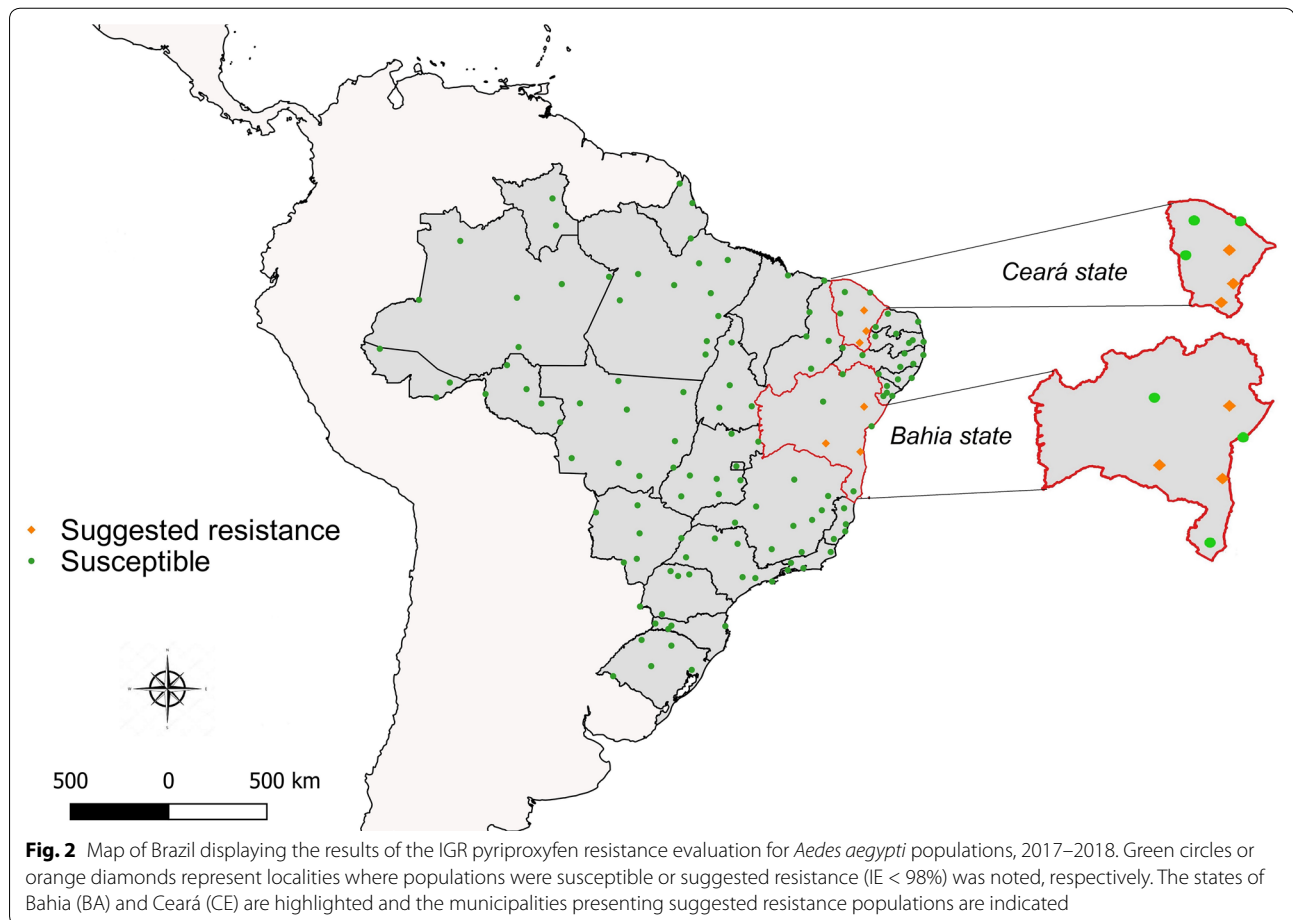 Ceará state
Bahia state
Suggested resistance
Susceptible
N
W E
S
500 0 500 km
Fig. 2 Map of Brazil displaying the results of the IGR pyriproxyfen resistance evaluation for Aedes aegypti populations, 2017–2018. Green circles or
orange diamonds represent localities where populations were susceptible or suggested resistance (IE < 98%) was noted, respectively. The states of
Bahia (BA) and Ceará (CE) are highlighted and the municipalities presenting suggested resistance populations are indicated